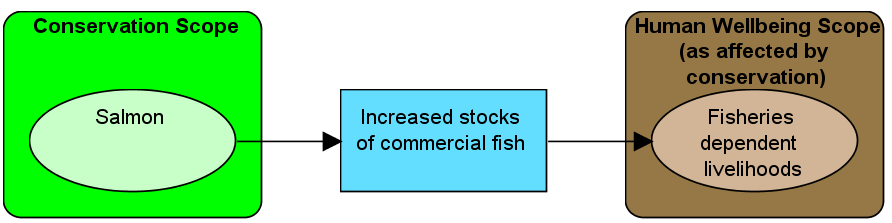 Conservation Scope
Salmon
Increased stocks
of commercial fish
Human Wellbeing Scope
(as affected by
conservation)
Fisheries
dependent
livelihoods